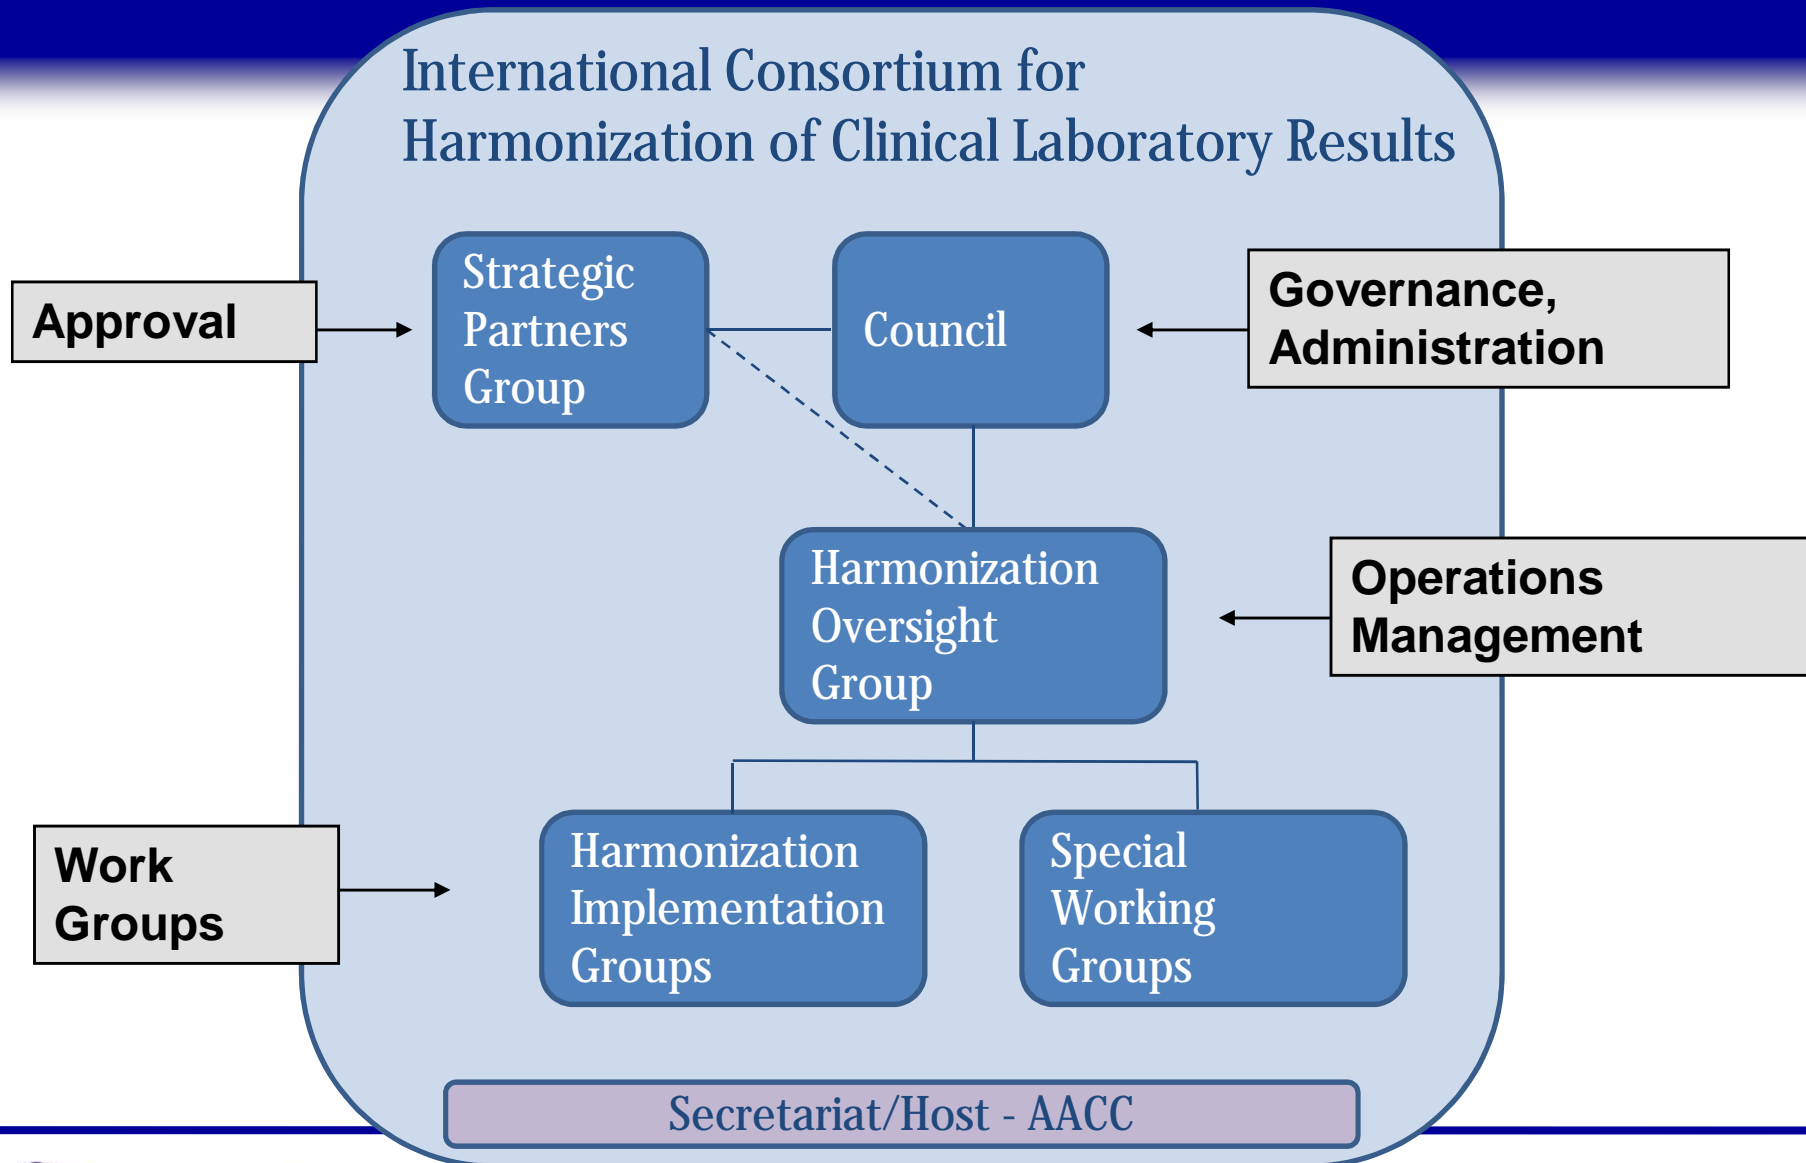 International Consortium for
Harmonization of Clinical Laboratory Results
Approval
Strategic
Partners
Group
Council
Governance,
Administration
Harmonization
Oversight
Group
Operations
Management
Work
Groups
Harmonization
Implementation
Groups
Special
Working
Groups
Secretariat/Host - AACC